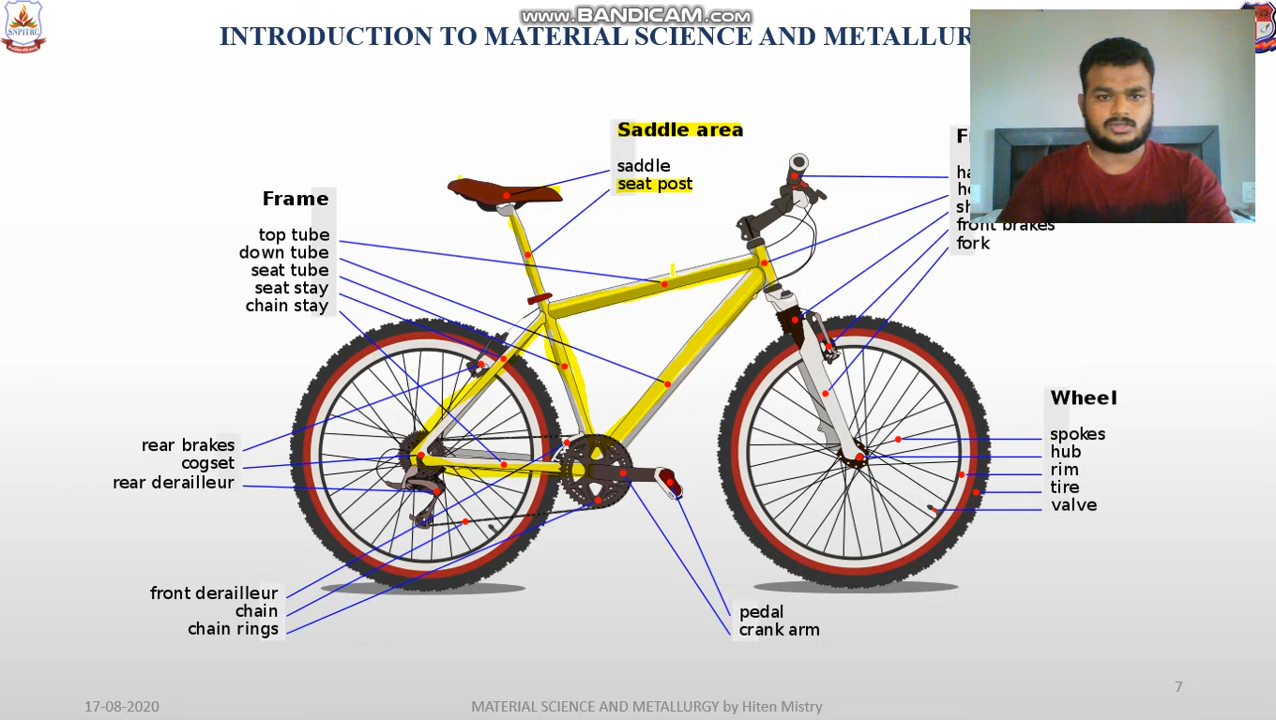 www.BANDICAM.com
INTRODUCTION TO MATERIAL SCIENCE AND METALLUR
SNPITRC
Saddle area
saddle
seat post
Frame
top tube
down tube
seat tube
seat stay
chain stay
front brakes
fork
Wheel
spokes
hub
rim
tire
valve
rear brakes
cogset
rear derailleur
front derailleur
chain
chain rings
pedal
crank arm
7
17-08-2020
MATERIAL SCIENCE AND METALLURGY by Hiten Mistry